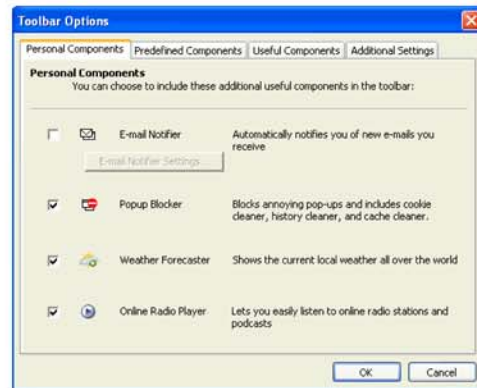 Toolbar Options
Personal Components Predefined Components Useful Components Additional Settings
Personal Components
You can choose to include these additional useful components in the toolbar:
E-mail Notifier Automatically notifies you of new e-mails you
receive
E-mail Notifier Settings...
Popup Blocker Blocks annoying pop-ups and includes cookie
cleaner, history cleaner, and cache cleaner.
Weather Forecaster Shows the current local weather all over the world
Online Radio Player Lets you easily listen to online radio stations and
podcasts
OK Cancel